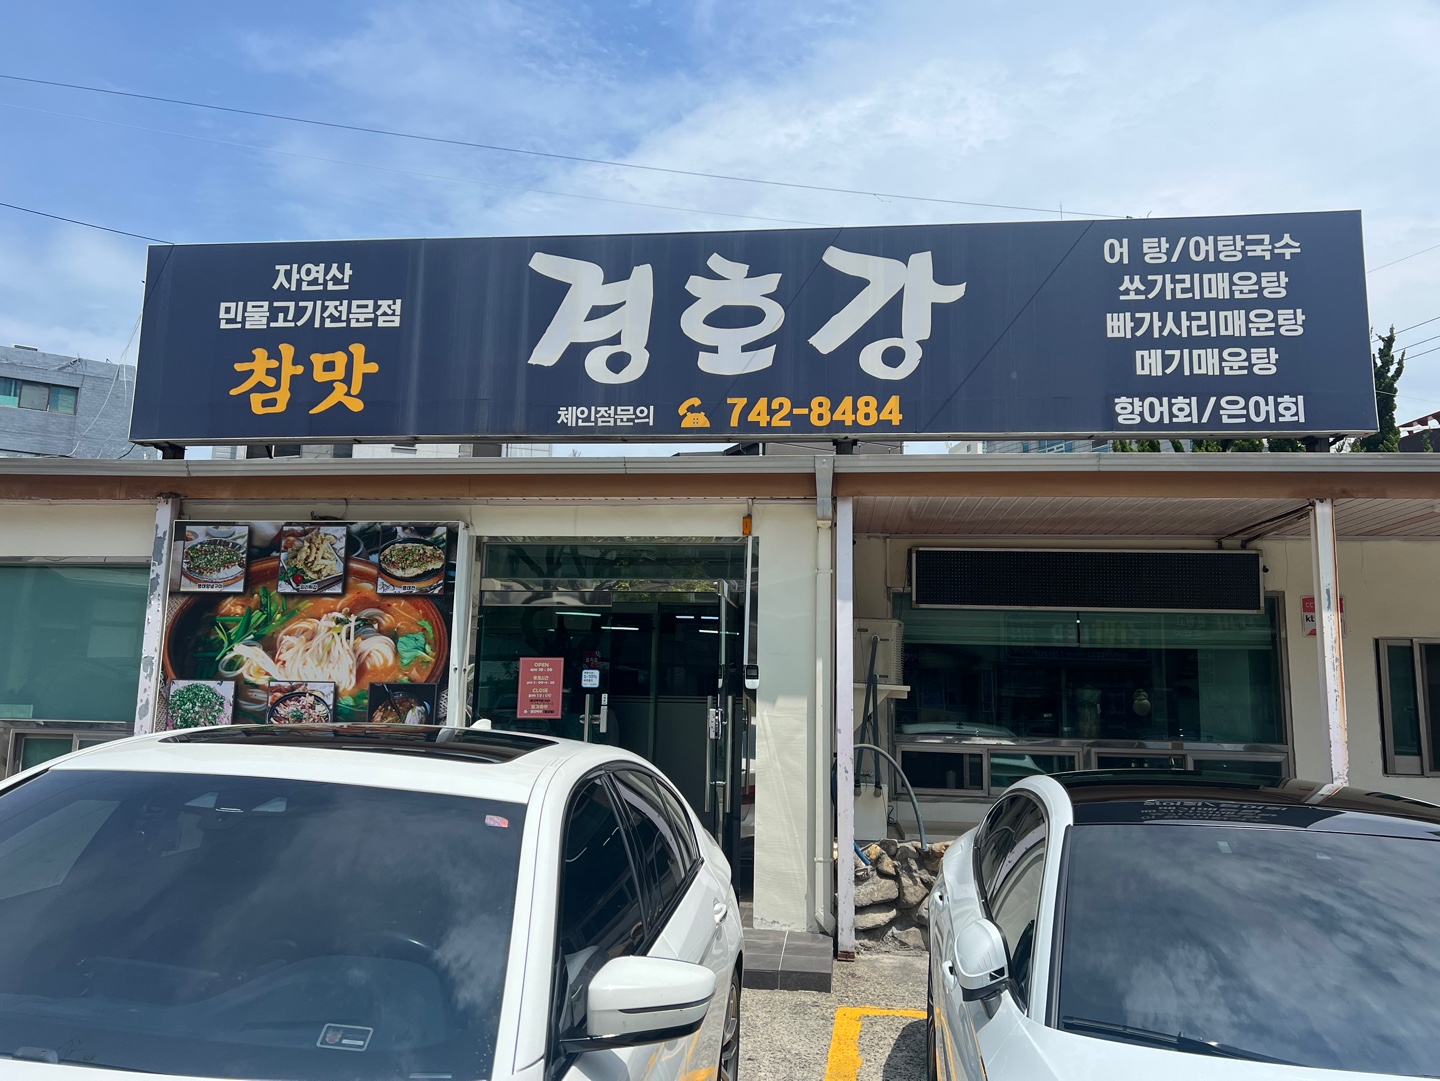 자연산
민물고기전문점
참맛
경호강
체인점문의 ☎ 742-8484
어 탕/어탕국수
쏘가리매운탕
빠가사리매운탕
메기매운탕
향어회/은어회
OPEN
CLOSE
kt